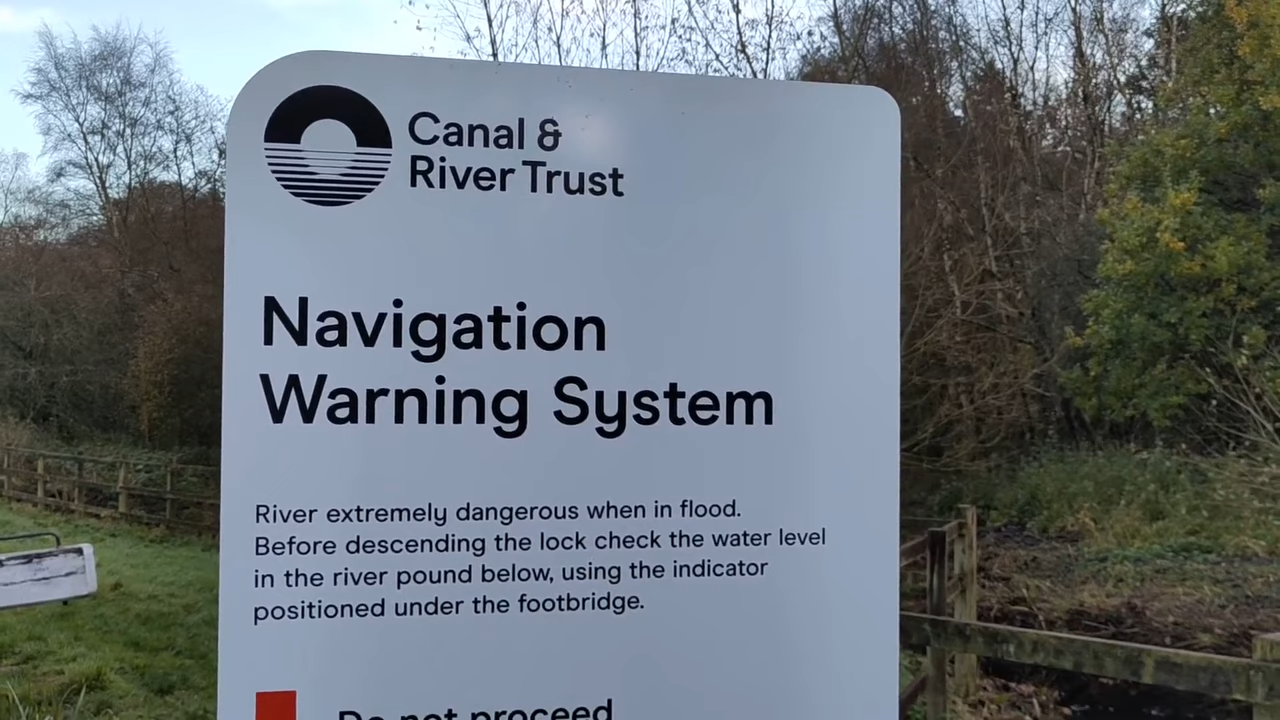 Canal &
River Trust
Navigation
Warning System
River extremely dangerous when in flood.
Before descending the lock check the water level
in the river pound below, using the indicator
positioned under the footbridge.
Do not proceed